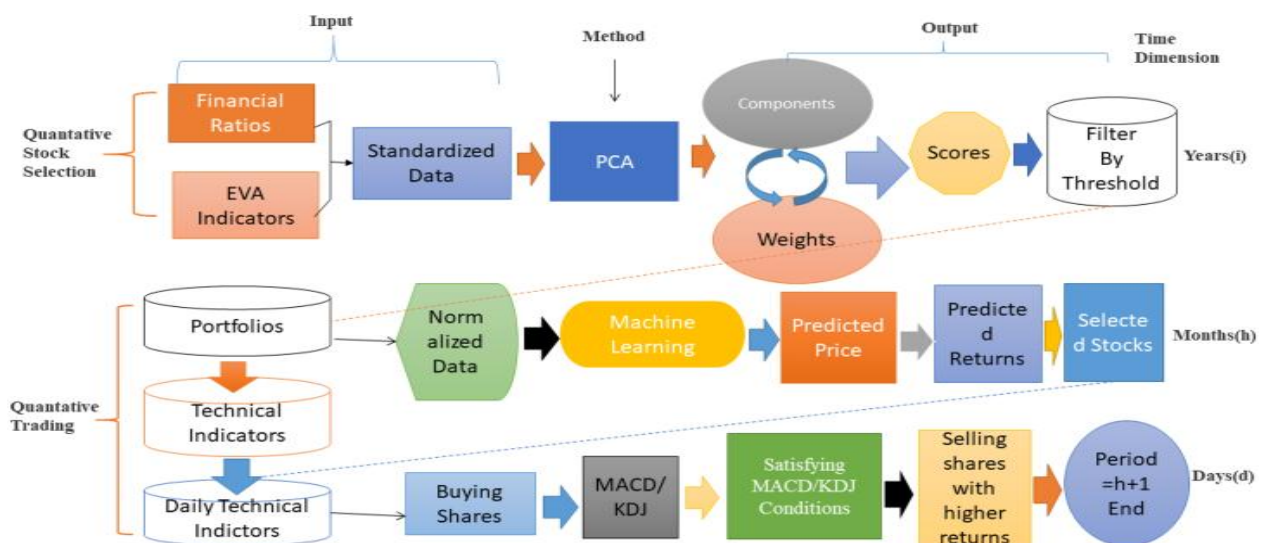 Input
Method
Output
Time
Dimension
Quantative
Stock
Selection
Financial
Ratios
EVA
Indicators
Standardized
Data
PCA
Components
Weights
Scores
Filter
By
Threshold
Years(i)
Quantative
Trading
Portfolios
Technical
Indicators
Daily Technical
Indictors
Norm
alized
Data
Machine
Learning
Predicted
Price
Predicte
d
Returns
Selecte
d Stocks
Months(h)
Buying
Shares
MACD/
KDJ
Satisfying
MACD/KDJ
Conditions
Selling
shares
with
higher
returns
Period
=h+1
End
Days(d)